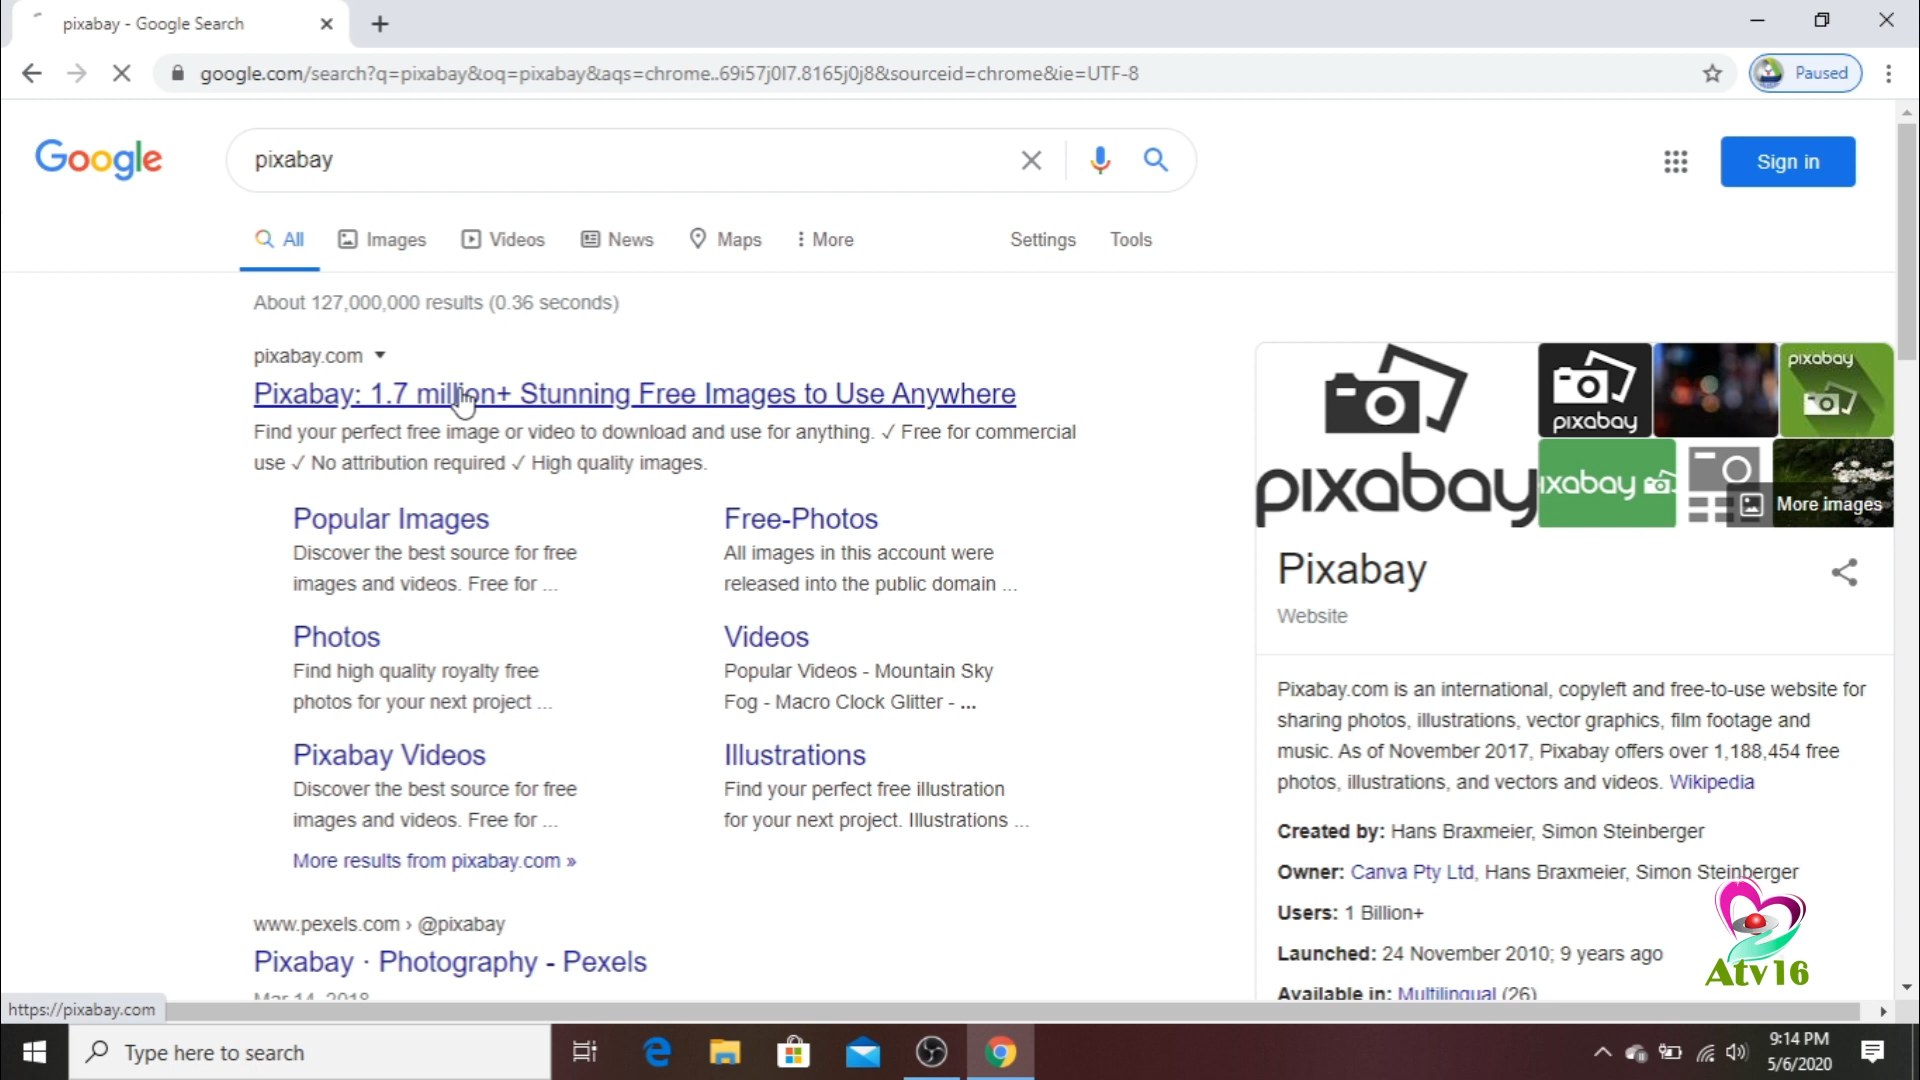 pixabay - Google Search
google.com/search?q=pixabay&oq=pixabay&aqs=chrome..69i57j0l7.8165j0j8&sourceid=chrome&ie=UTF-8
Paused
Google
pixabay
Sign in
All
Images
Videos
News
Maps
More
Settings
Tools
About 127,000,000 results (0.36 seconds)
pixabay.com
Pixabay: 1.7 million+ Stunning Free Images to Use Anywhere
Find your perfect free image or video to download and use for anything. ✓ Free for commercial
use ✓ No attribution required ✓ High quality images.
Popular Images
Discover the best source for free
images and videos. Free for ...
Free-Photos
All images in this account were
released into the public domain ...
Photos
Find high quality royalty free
photos for your next project ...
Videos
Popular Videos - Mountain Sky
Fog - Macro Clock Glitter - ...
Pixabay Videos
Discover the best source for free
images and videos. Free for ...
Illustrations
Find your perfect free illustration
for your next project. Illustrations ...
More results from pixabay.com »
www.pexels.com › @pixabay
Pixabay · Photography - Pexels
Mar 14, 2018
pixabay
pixabay
pixabay
ixabay
More images
Pixabay
Website
Pixabay.com is an international, copyleft and free-to-use website for
sharing photos, illustrations, vector graphics, film footage and
music. As of November 2017, Pixabay offers over 1,188,454 free
photos, illustrations, and vectors and videos. Wikipedia
Created by: Hans Braxmeier, Simon Steinberger
Owner: Canva Pty Ltd, Hans Braxmeier, Simon Steinberger
Users: 1 Billion+
Launched: 24 November 2010; 9 years ago
Available in: Multilingual (26)
Atv16
https://pixabay.com
Type here to search
9:14 PM
5/6/2020